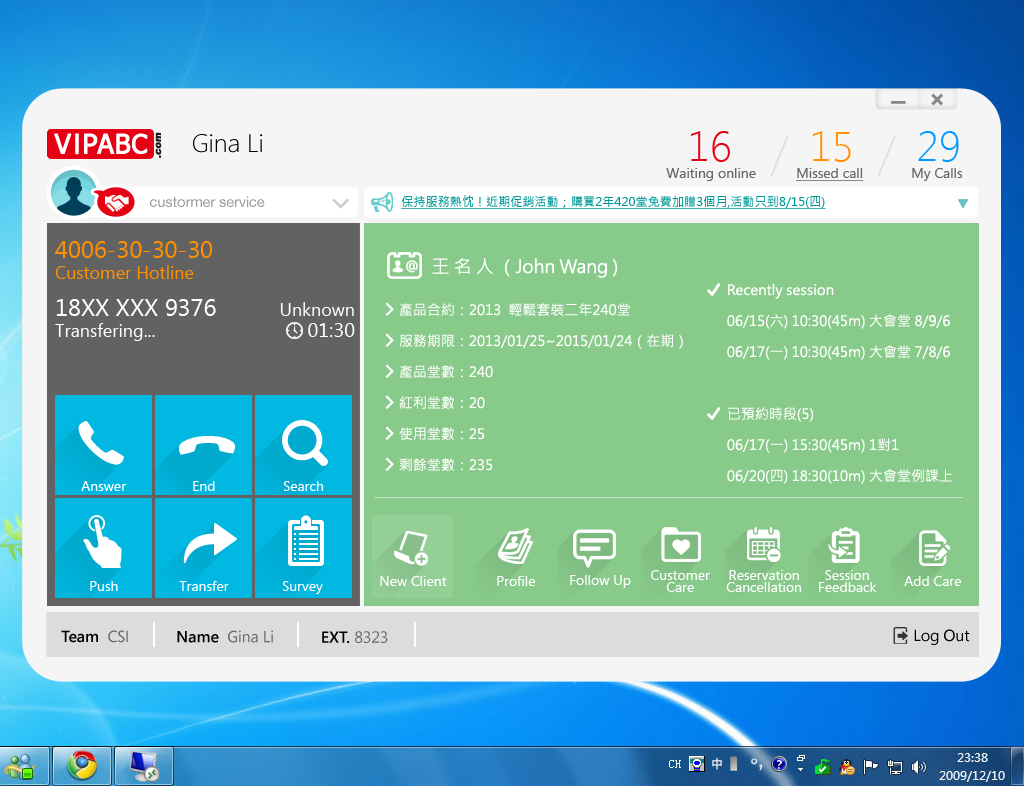 VIPABC.com
Gina Li
16
Waiting online
15
Missed call
29
My Calls
custormer service
保持服務熱忱！近期促銷活動；購買2年420堂免費加贈3個月,活動只到8/15(四)
4006-30-30-30
Customer Hotline
18XX XXX 9376
Unknown
Transfering...
01:30
Answer
End
Search
Push
Transfer
Survey
王名人 ( John Wang )
產品合約：2013 輕鬆套裝二年240堂
服務期限：2013/01/25~2015/01/24 ( 在期 )
產品堂數：240
紅利堂數：20
使用堂數：25
剩餘堂數：235
Recently session
06/15(六) 10:30(45m) 大會堂 8/9/6
06/17(一) 10:30(45m) 大會堂 7/8/6
已預約時段(5)
06/17(一) 15:30(45m) 1對1
06/20(四) 18:30(10m) 大會堂例課上
New Client
Profile
Follow Up
Customer
Care
Reservation
Cancellation
Session
Feedback
Add Care
Team CSI
Name Gina Li
EXT. 8323
Log Out
CH
中
23:38
2009/12/10